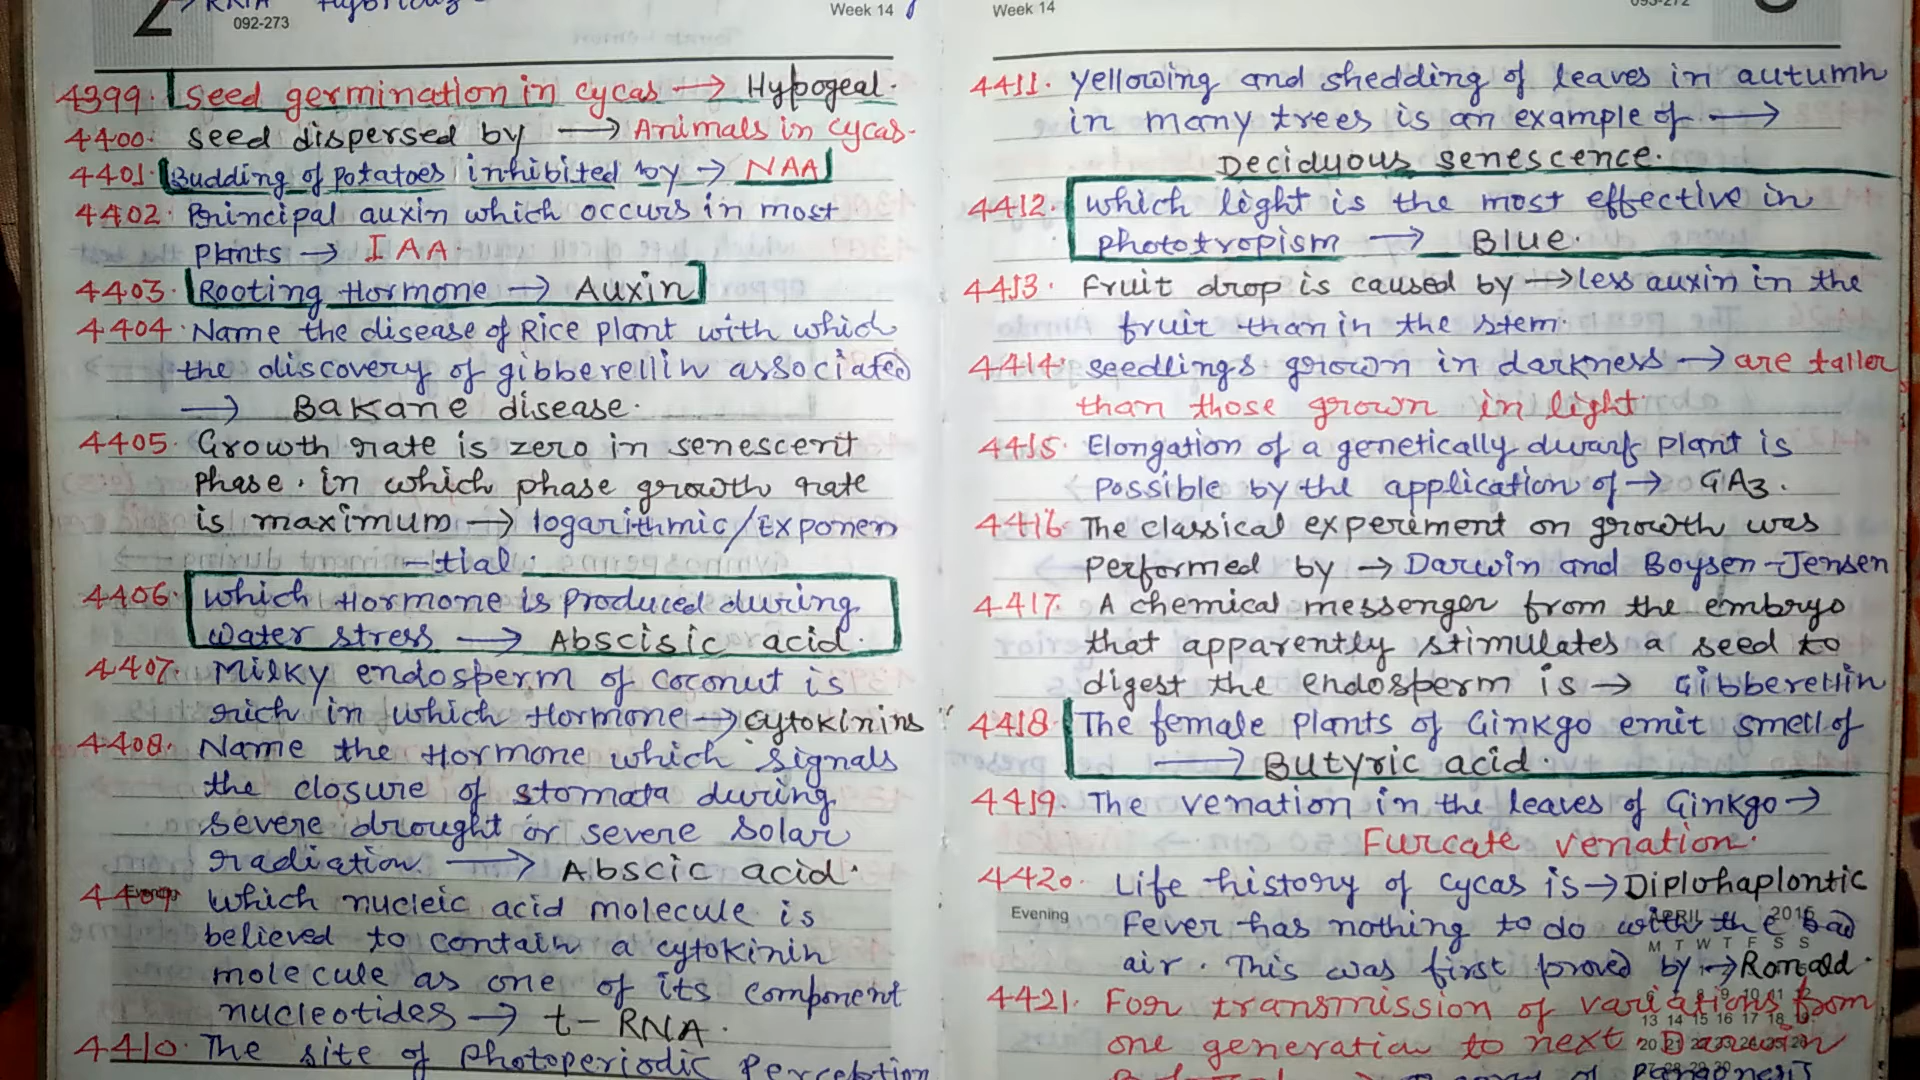 092-273
Week 14
4399. Seed germination in cycas → Hypogeal.
4400. Seed dispersed by → Animals in cycas.
4401. Budding of potatoes inhibited by → NAA
4402. Principal auxin which occurs in most
Plants → IAA.
4403. Rooting Hormone → Auxin
4404. Name the disease of Rice plant with which
the discovery of gibberellin associated
→ Bakane disease.
4405. Growth rate is zero in senescent
Phase. in which phase growth rate
is maximum → logarithmic/Exponen
-tial.
4406. which Hormone is produced during
water stress → Abscisic acid.
4407. Milky endosperm of coconut is
rich in which Hormone → cytokinins
4408. Name the Hormone which signals
the closure of stomata during
severe drought or severe solar
radiation. → Abscic acid.
4409. which nucleic acid molecule is
believed to contain a cytokinin
molecule as one of its component
nucleotides → t-RNA.
4410. The site of photoperiodic perception
Week 14
4411. Yellowing and shedding of leaves in autumn
in many trees is an example of →
Deciduous senescence.
4412. which light is the most effective in
phototropism → Blue.
4413. Fruit drop is caused by → less auxin in the
fruit than in the stem.
4414. seedlings grown in darkness → are taller
than those grown in light
4415. Elongation of a genetically dwarf plant is
possible by the application of → GA3.
4416. The classical experiment on growth was
performed by → Darwin and Boysen-Jensen
4417. A chemical messenger from the embryo
that apparently stimulates a seed to
digest the endosperm is → Gibberellin
4418. The female plants of Ginkgo emit smell of
→ Butyric acid.
4419. The venation in the leaves of Ginkgo →
Furcate venation.
4420. Life history of cycas is → Diplohaplontic
Evening
Fever has nothing to do with the Bad
air. This was first proved by →
4421. For transmission of variations from
one generation to next Darwin